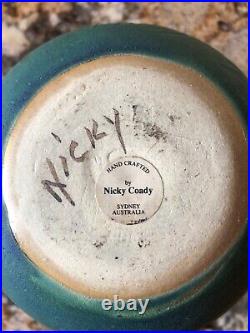 Nicky
HAND CRAFTED
by
Nicky Condy
SYDNEY
AUSTRALIA